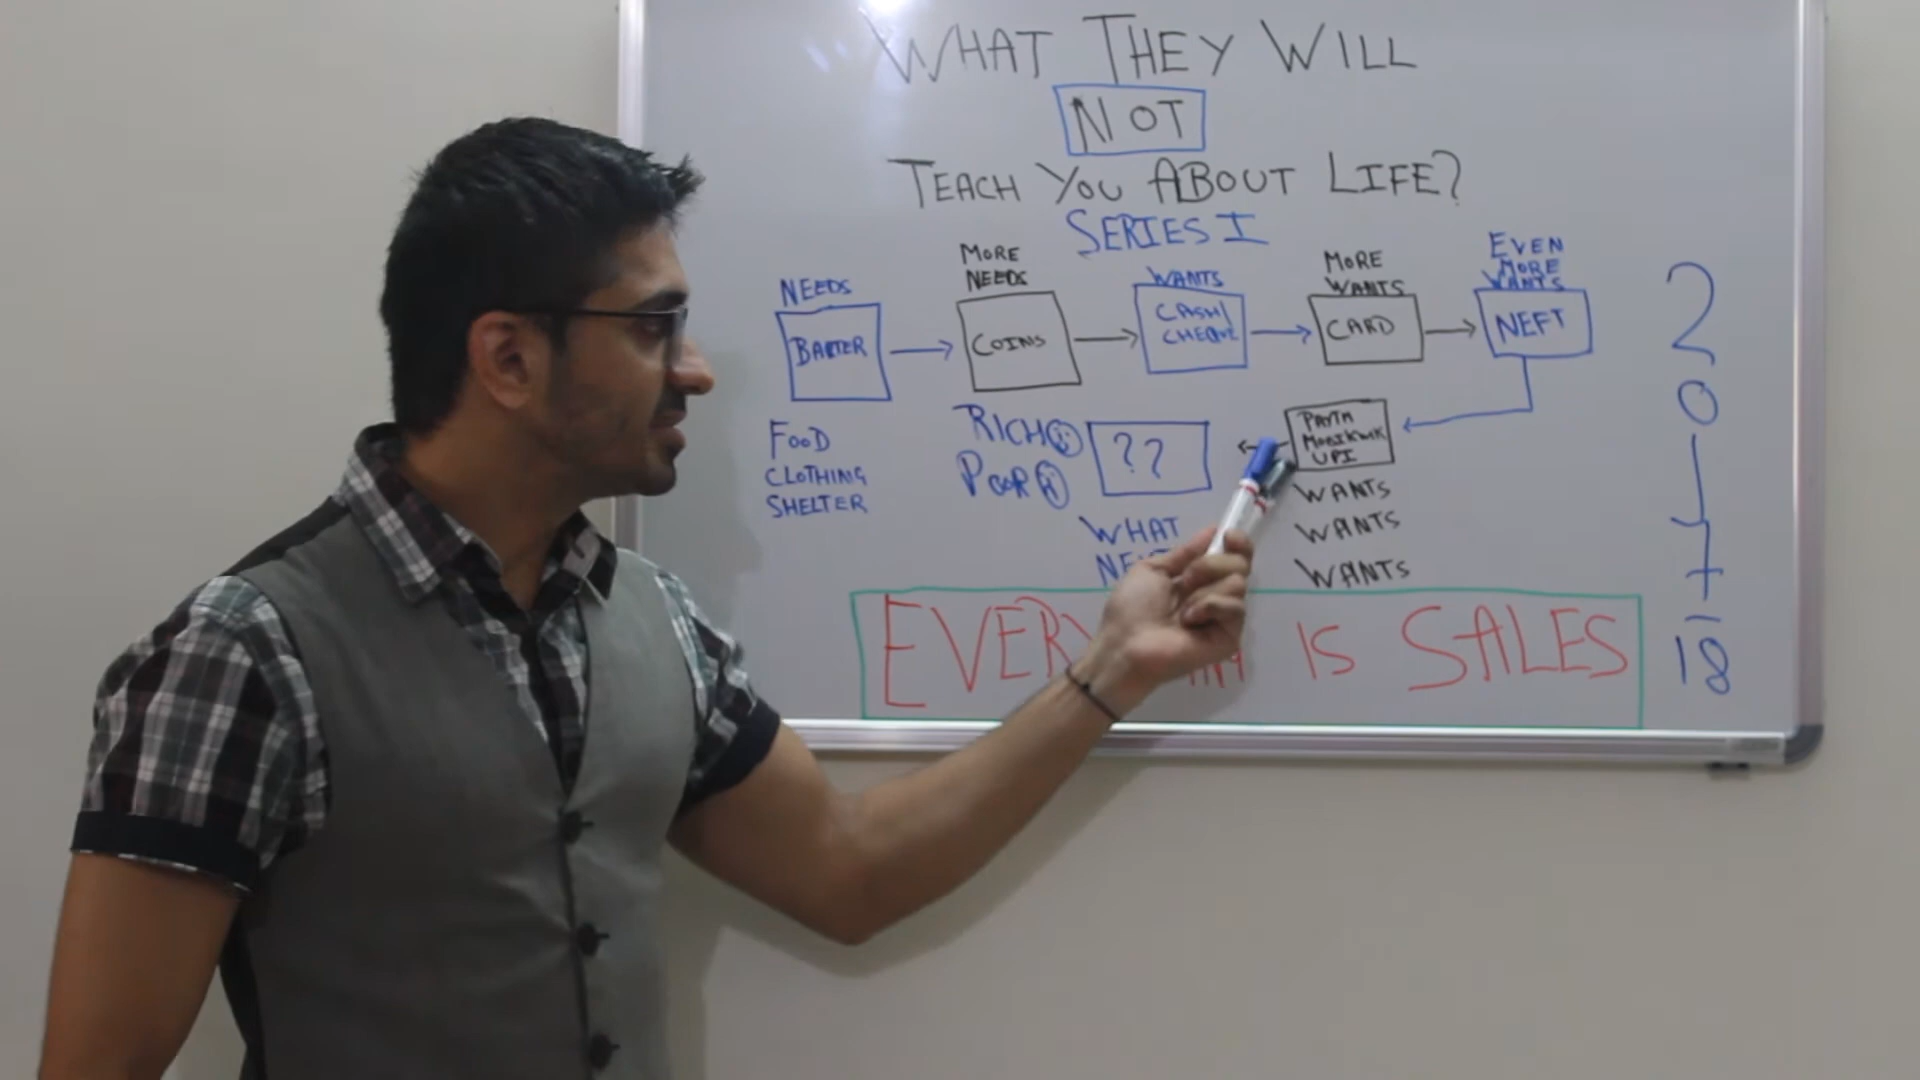 WHAT THEY WILL
NOT
TEACH YOU ABOUT LIFE?
SERIES I
NEEDS
BARTER
FOOD
CLOTHING
SHELTER
MORE
NEEDS
COINS
WANTS
CASH/
CHEQUE
MORE
WANTS
CARD
EVEN
MORE
WANTS
NEFT
PAYTM
MOBIKWIK
UPI
WANTS
WANTS
WANTS
??
WHAT
RICH
POOR
IS SALES
2017-18